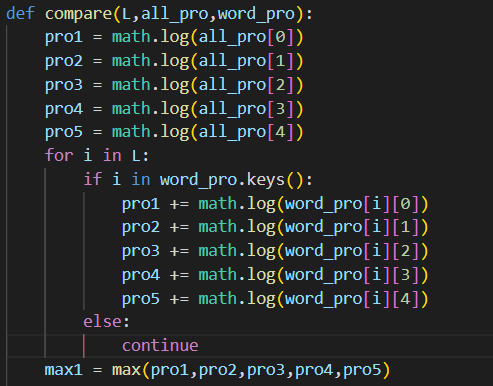 def compare(L,all_pro,word_pro):
    pro1 = math.log(all_pro[0])
    pro2 = math.log(all_pro[1])
    pro3 = math.log(all_pro[2])
    pro4 = math.log(all_pro[3])
    pro5 = math.log(all_pro[4])
    for i in L:
        if i in word_pro.keys():
            pro1 += math.log(word_pro[i][0])
            pro2 += math.log(word_pro[i][1])
            pro3 += math.log(word_pro[i][2])
            pro4 += math.log(word_pro[i][3])
            pro5 += math.log(word_pro[i][4])
        else:
            continue
    max1 = max(pro1,pro2,pro3,pro4,pro5)